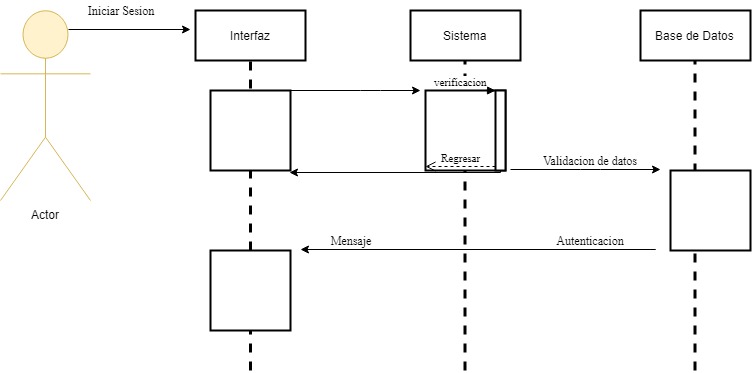 Iniciar Sesion
Interfaz
Sistema
Base de Datos
verificacion
Regresar
Validacion de datos
Actor
Mensaje
Autenticacion